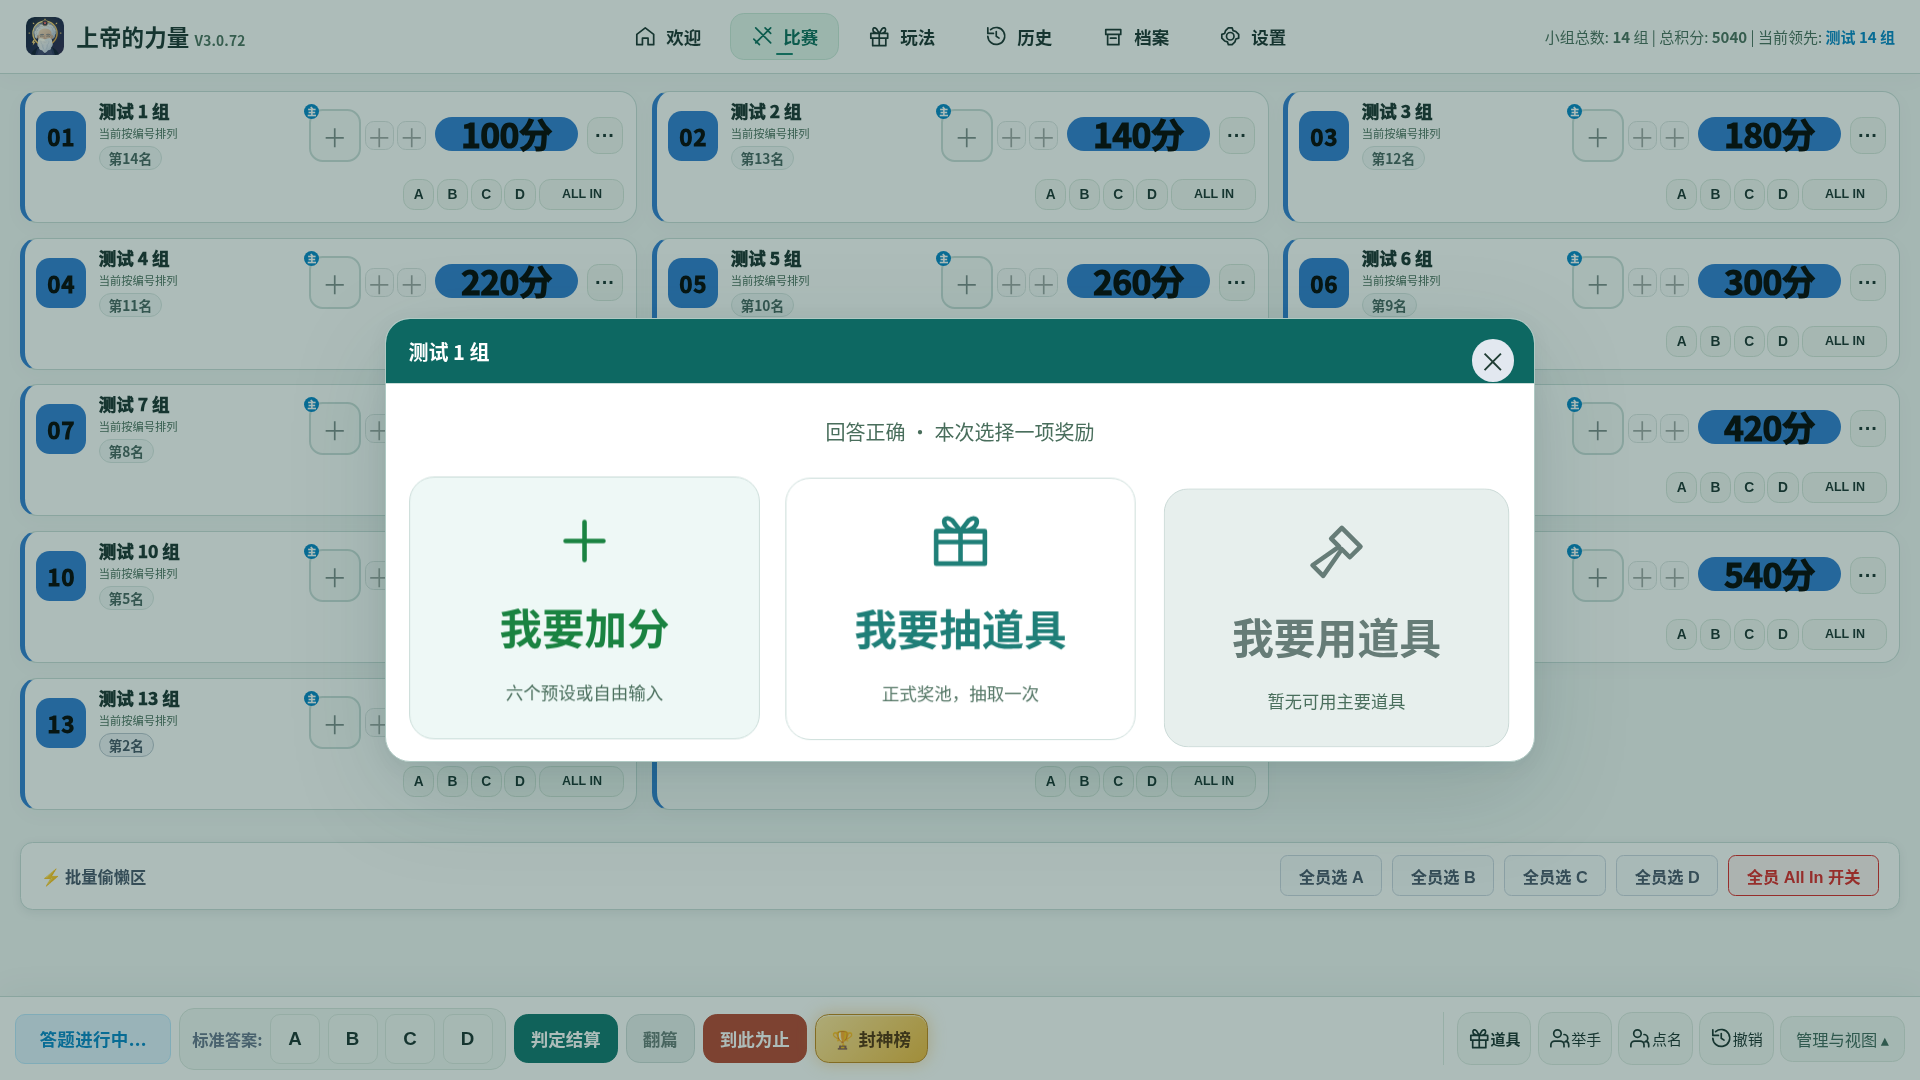 上帝的力量 V3.0.72
欢迎
比赛
玩法
历史
档案
设置
小组总数: 14 组 | 总积分: 5040 | 当前领先: 测试 14 组
01
测试 1 组
当前按编号排列
第14名
主
100分
A B C D ALL IN
02
测试 2 组
当前按编号排列
第13名
主
140分
A B C D ALL IN
03
测试 3 组
当前按编号排列
第12名
主
180分
A B C D ALL IN
04
测试 4 组
当前按编号排列
第11名
主
220分
05
测试 5 组
当前按编号排列
第10名
主
260分
06
测试 6 组
当前按编号排列
第9名
主
300分
A B C D ALL IN
07
测试 7 组
当前按编号排列
第8名
主
主
420分
A B C D ALL IN
10
测试 10 组
当前按编号排列
第5名
主
主
540分
A B C D ALL IN
13
测试 13 组
当前按编号排列
第2名
主
A B C D ALL IN
A B C D ALL IN
测试 1 组
回答正确 · 本次选择一项奖励
我要加分
六个预设或自由输入
我要抽道具
正式奖池，抽取一次
我要用道具
暂无可用主要道具
⚡ 批量偷懒区
全员选 A
全员选 B
全员选 C
全员选 D
全员 All In 开关
答题进行中...
标准答案:
A B C D
判定结算
翻篇
到此为止
🏆 封神榜
道具
举手
点名
撤销
管理与视图 ▴